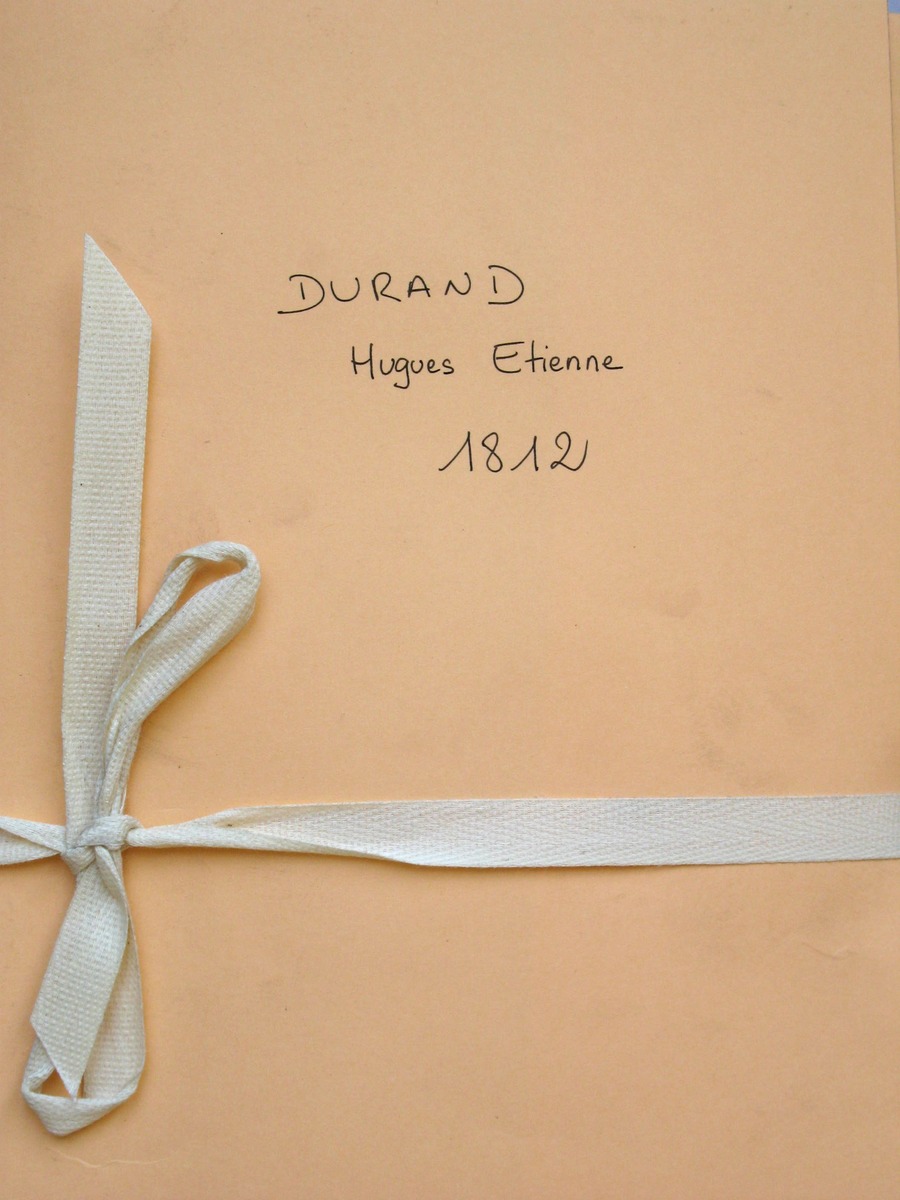 DURAND
Hugues Etienne
1812